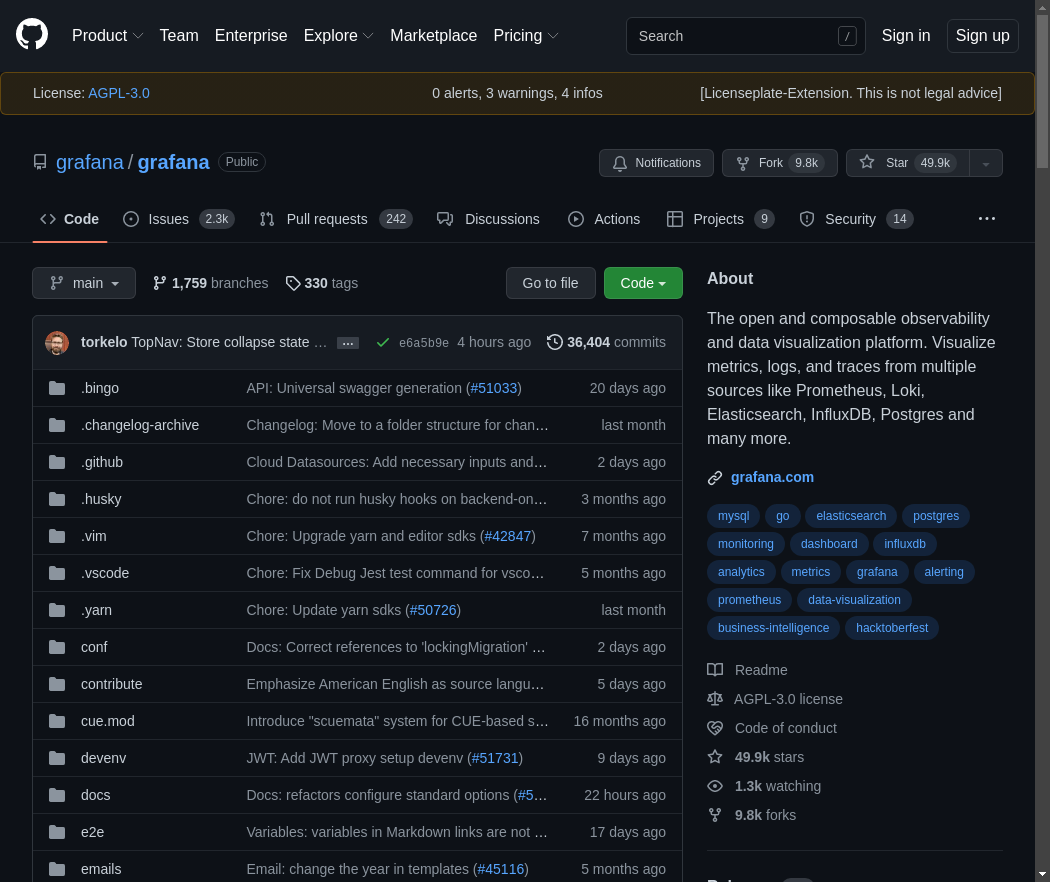 Product Team Enterprise Explore Marketplace Pricing Search / Sign in Sign up
License: AGPL-3.0 0 alerts, 3 warnings, 4 infos [Licenseplate-Extension. This is not legal advice]
grafana / grafana Public Notifications Fork 9.8k Star 49.9k
Code Issues 2.3k Pull requests 242 Discussions Actions Projects 9 Security 14 ...
main 1,759 branches 330 tags Go to file Code
torkelo TopNav: Store collapse state … ... e6a5b9e 4 hours ago 36,404 commits
.bingo API: Universal swagger generation (#51033) 20 days ago
.changelog-archive Changelog: Move to a folder structure for chan… last month
.github Cloud Datasources: Add necessary inputs and… 2 days ago
.husky Chore: do not run husky hooks on backend-on… 3 months ago
.vim Chore: Upgrade yarn and editor sdks (#42847) 7 months ago
.vscode Chore: Fix Debug Jest test command for vsco… 5 months ago
.yarn Chore: Update yarn sdks (#50726) last month
conf Docs: Correct references to 'lockingMigration' … 2 days ago
contribute Emphasize American English as source langu… 5 days ago
cue.mod Introduce "scuemata" system for CUE-based s… 16 months ago
devenv JWT: Add JWT proxy setup devenv (#51731) 9 days ago
docs Docs: refactors configure standard options (#5… 22 hours ago
e2e Variables: variables in Markdown links are not … 17 days ago
emails Email: change the year in templates (#45116) 5 months ago
About
The open and composable observability
and data visualization platform. Visualize
metrics, logs, and traces from multiple
sources like Prometheus, Loki,
Elasticsearch, InfluxDB, Postgres and
many more.
grafana.com
mysql go elasticsearch postgres
monitoring dashboard influxdb
analytics metrics grafana alerting
prometheus data-visualization
business-intelligence hacktoberfest
Readme
AGPL-3.0 license
Code of conduct
49.9k stars
1.3k watching
9.8k forks